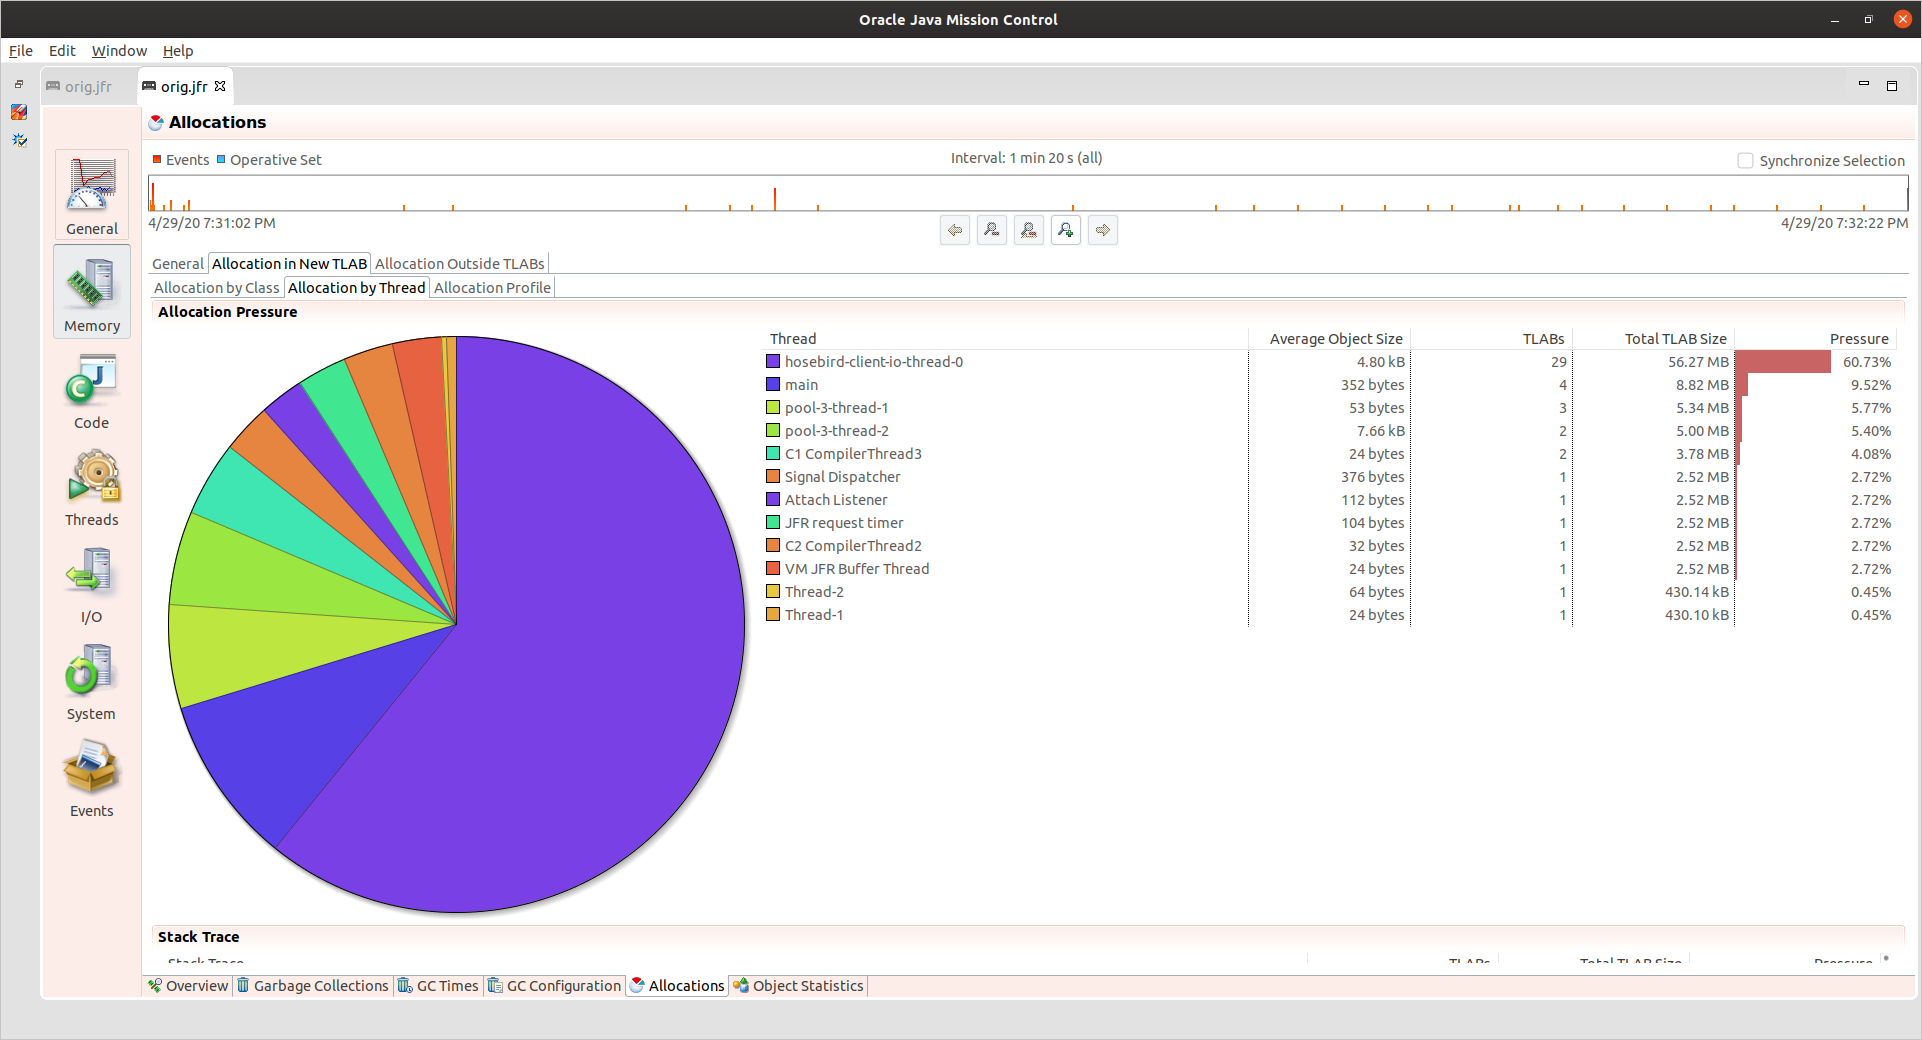 Oracle Java Mission Control
File Edit Window Help
orig.jfr orig.jfr
Allocations
Events Operative Set Interval: 1 min 20 s (all) Synchronize Selection
4/29/20 7:31:02 PM 4/29/20 7:32:22 PM
General Allocation in New TLAB Allocation Outside TLABs
Allocation by Class Allocation by Thread Allocation Profile
Allocation Pressure
Thread Average Object Size TLABs Total TLAB Size Pressure
hosebird-client-io-thread-0 4.80 kB 29 56.27 MB 60.73%
main 352 bytes 4 8.82 MB 9.52%
pool-3-thread-1 53 bytes 3 5.34 MB 5.77%
pool-3-thread-2 7.66 kB 2 5.00 MB 5.40%
C1 CompilerThread3 24 bytes 2 3.78 MB 4.08%
Signal Dispatcher 376 bytes 1 2.52 MB 2.72%
Attach Listener 112 bytes 1 2.52 MB 2.72%
JFR request timer 104 bytes 1 2.52 MB 2.72%
C2 CompilerThread2 32 bytes 1 2.52 MB 2.72%
VM JFR Buffer Thread 24 bytes 1 2.52 MB 2.72%
Thread-2 64 bytes 1 430.14 kB 0.45%
Thread-1 24 bytes 1 430.10 kB 0.45%
General
Memory
Code
Threads
I/O
System
Events
Stack Trace
Stack Trace TLABs Total TLAB Size Pressure
Overview Garbage Collections GC Times GC Configuration Allocations Object Statistics